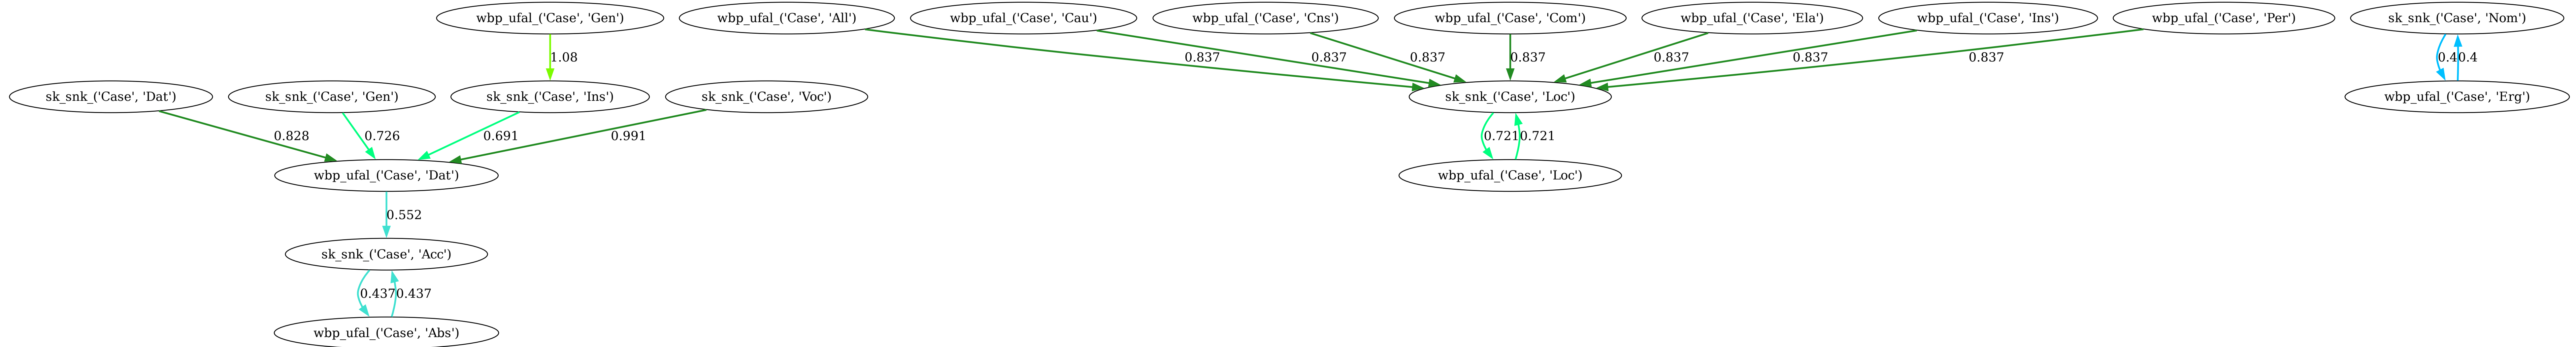 wbp_ufal_('Case', 'Gen')
wbp_ufal_('Case', 'All')
wbp_ufal_('Case', 'Cau')
wbp_ufal_('Case', 'Cns')
wbp_ufal_('Case', 'Com')
wbp_ufal_('Case', 'Ela')
wbp_ufal_('Case', 'Ins')
wbp_ufal_('Case', 'Per')
sk_snk_('Case', 'Nom')
1.08
0.837
0.837
0.837
0.837
0.837
0.837
0.837
0.4
0.4
sk_snk_('Case', 'Dat')
sk_snk_('Case', 'Gen')
sk_snk_('Case', 'Ins')
sk_snk_('Case', 'Voc')
sk_snk_('Case', 'Loc')
wbp_ufal_('Case', 'Erg')
0.828
0.726
0.691
0.991
0.721
0.721
wbp_ufal_('Case', 'Dat')
wbp_ufal_('Case', 'Loc')
0.552
sk_snk_('Case', 'Acc')
0.437
0.437
wbp_ufal_('Case', 'Abs')